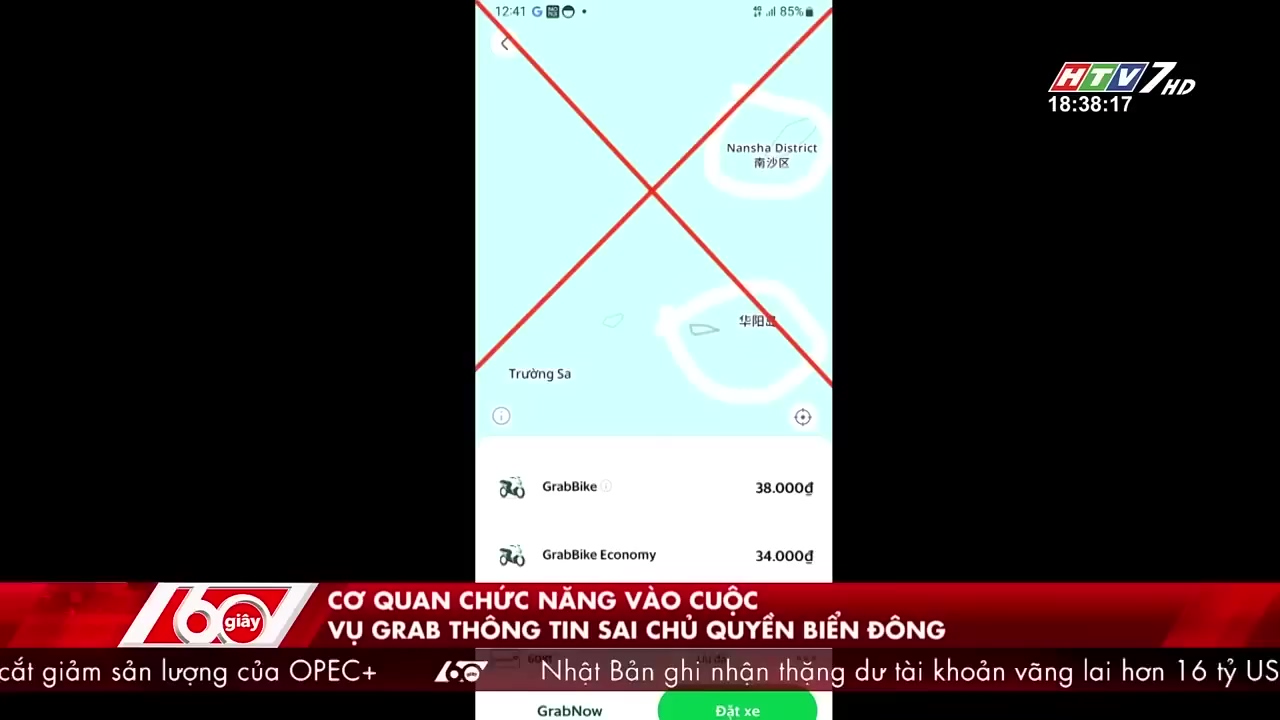 12:41
85%
HTV7 HD
18:38:17
Nansha District
南沙区
华阳岛
Trường Sa
GrabBike
38.000₫
GrabBike Economy
34.000₫
60 giây
CƠ QUAN CHỨC NĂNG VÀO CUỘC
VỤ GRAB THÔNG TIN SAI CHỦ QUYỀN BIỂN ĐÔNG
cắt giảm sản lượng của OPEC+ 60 giây Nhật Bản ghi nhận thặng dư tài khoản vãng lai hơn 16 tỷ US
GrabNow
Đặt xe